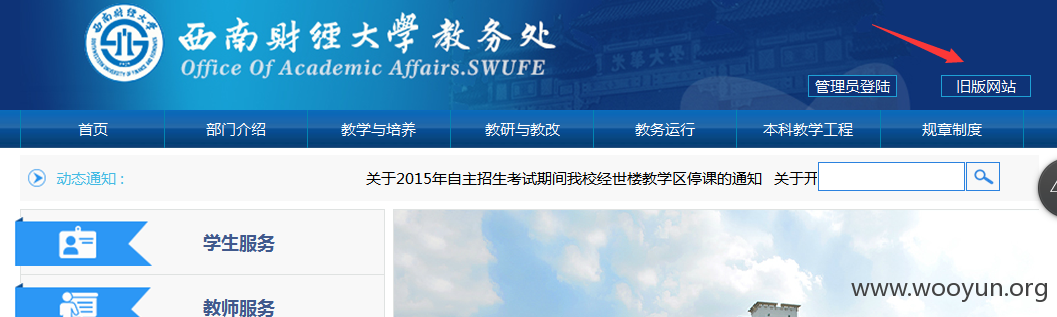 西南财经大学教务处
Office Of Academic Affairs.SWUFE
管理员登陆 旧版网站
首页 部门介绍 教学与培养 教研与教改 教务运行 本科教学工程 规章制度
动态通知： 关于2015年自主招生考试期间我校经世楼教学区停课的通知 关于开
学生服务
教师服务
www.wooyun.org